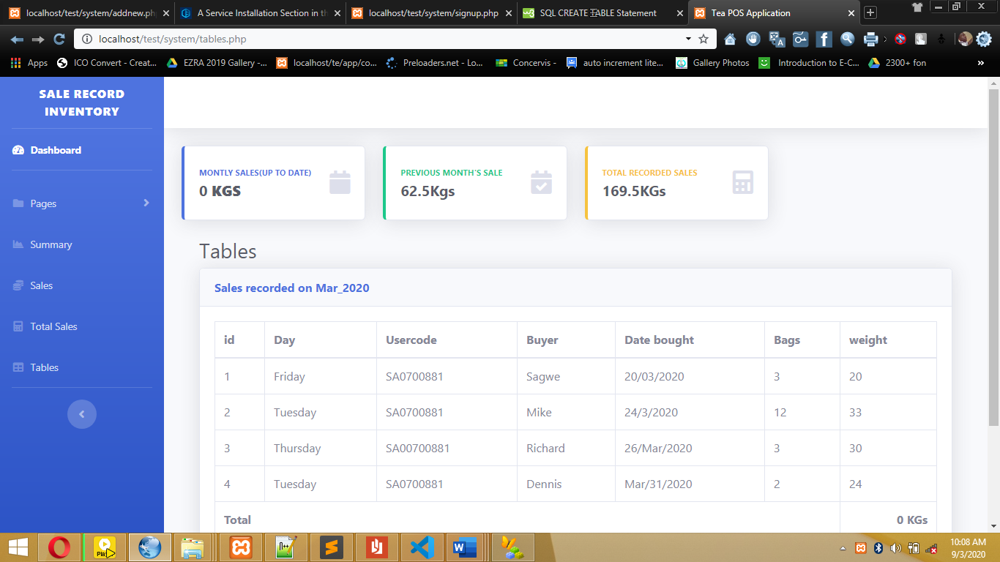 localhost/test/system/addnew.ph
A Service Installation Section in th
localhost/test/system/signup.php
SQL CREATE TABLE Statement
Tea POS Application
localhost/test/system/tables.php
Apps
ICO Convert - Creat...
EZRA 2019 Gallery -...
localhost/te/app/co...
Preloaders.net - Lo...
Concervis -
auto increment lite...
Gallery Photos
Introduction to E-C...
2300+ fon
»
SALE RECORD
INVENTORY
Dashboard
Pages
Summary
Sales
Total Sales
Tables
MONTLY SALES(UP TO DATE)
0 KGS
PREVIOUS MONTH'S SALE
62.5Kgs
TOTAL RECORDED SALES
169.5KGs
Tables
Sales recorded on Mar_2020
id Day Usercode Buyer Date bought Bags weight
1 Friday SA0700881 Sagwe 20/03/2020 3 20
2 Tuesday SA0700881 Mike 24/3/2020 12 33
3 Thursday SA00700881 Richard 26/Mar/2020 3 30
4 Tuesday SA0700881 Dennis Mar/31/2020 2 24
Total 0 KGs
10:08 AM
9/3/2020